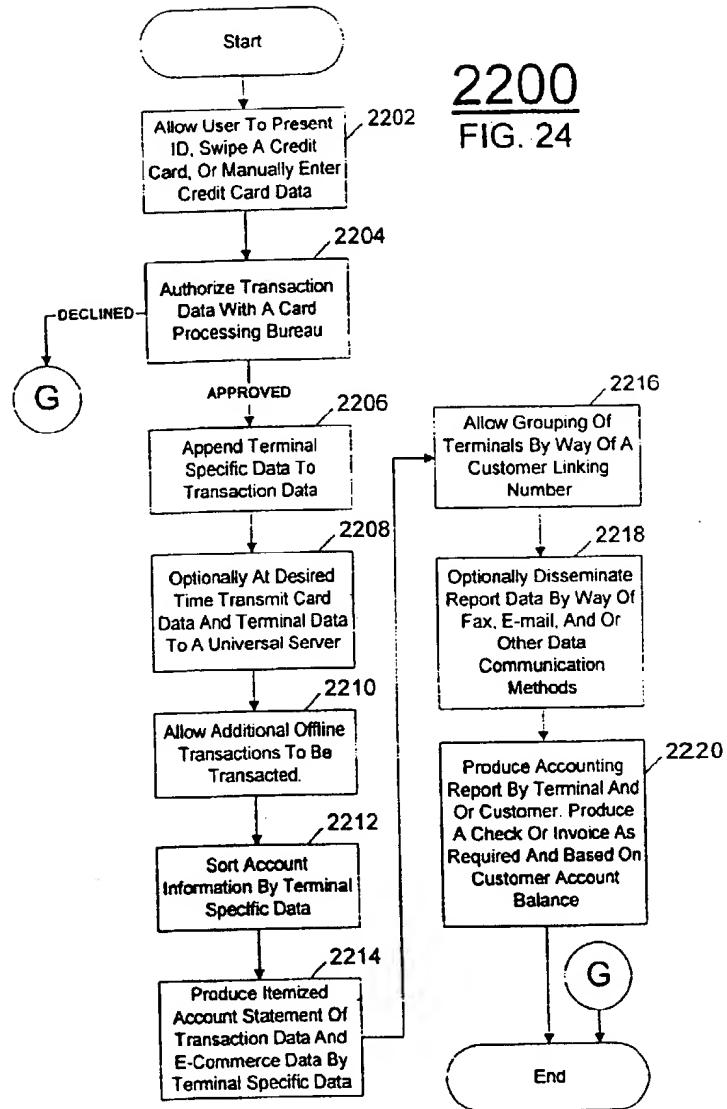 Start
2200
FIG. 24
2202
Allow User To Present
ID, Swipe A Credit
Card, Or Manually Enter
Credit Card Data
2204
Authorize Transaction
Data With A Card
Processing Bureau
DECLINED
G
APPROVED
2206
Append Terminal
Specific Data To
Transaction Data
2208
Optionally At Desired
Time Transmit Card
Data And Terminal Data
To A Universal Server
2210
Allow Additional Offline
Transactions To Be
Transacted.
2212
Sort Account
Information By Terminal
Specific Data
2214
Produce Itemized
Account Statement Of
Transaction Data And
E-Commerce Data By
Terminal Specific Data
2216
Allow Grouping Of
Terminals By Way Of A
Customer Linking
Number
2218
Optionally Disseminate
Report Data By Way Of
Fax, E-mail, And Or
Other Data
Communication
Methods
2220
Produce Accounting
Report By Terminal And
Or Customer. Produce
A Check Or Invoice As
Required And Based On
Customer Account
Balance
G
End